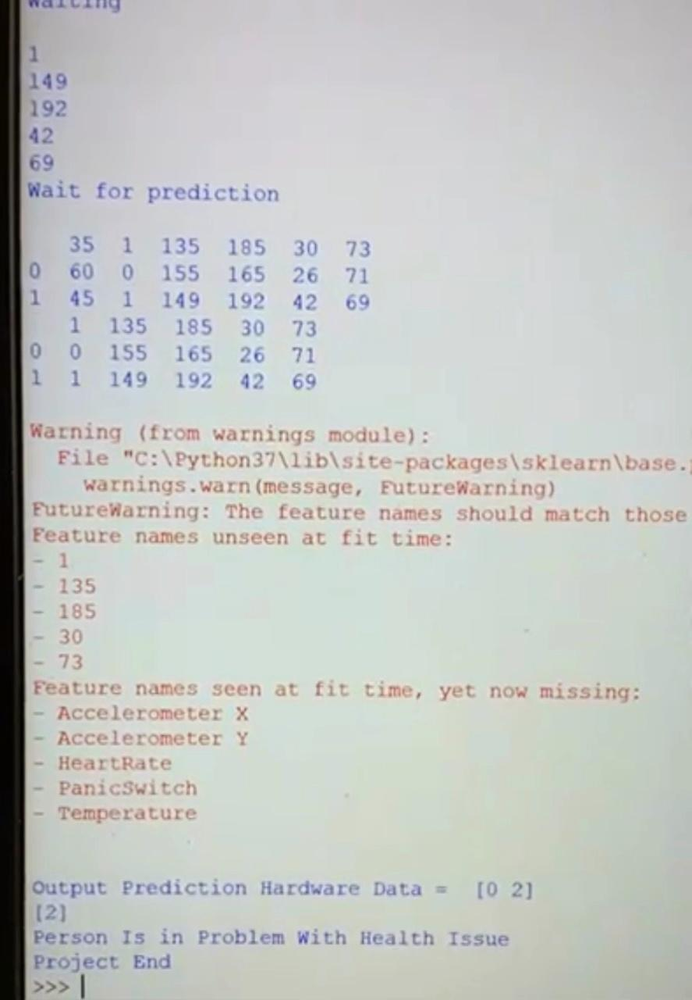 Waiting
1
149
192
42
69
Wait for prediction
35 1 135 185 30 73
0 60 0 155 165 26 71
1 45 1 149 192 42 69
1 135 185 30 73
0 0 155 165 26 71
1 1 149 192 42 69
Warning (from warnings module):
File "C:\Python37\lib\site-packages\sklearn\base.
warnings.warn(message, FutureWarning)
FutureWarning: The feature names should match those
Feature names unseen at fit time:
- 1
- 135
- 185
- 30
- 73
Feature names seen at fit time, yet now missing:
- Accelerometer X
- Accelerometer Y
- HeartRate
- PanicSwitch
- Temperature
Output Prediction Hardware Data = [0 2]
[2]
Person Is in Problem With Health Issue
Project End
>>>